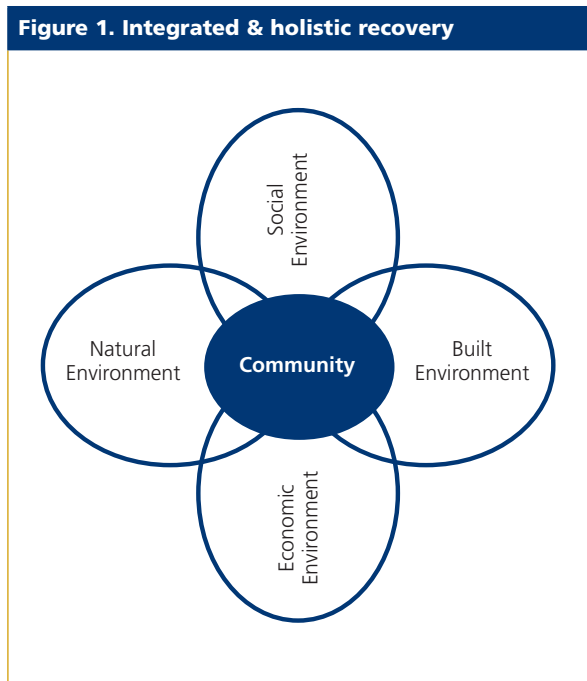 Figure 1. Integrated & holistic recovery
Social
Environment
Natural
Environment
Community
Built
Environment
Economic
Environment